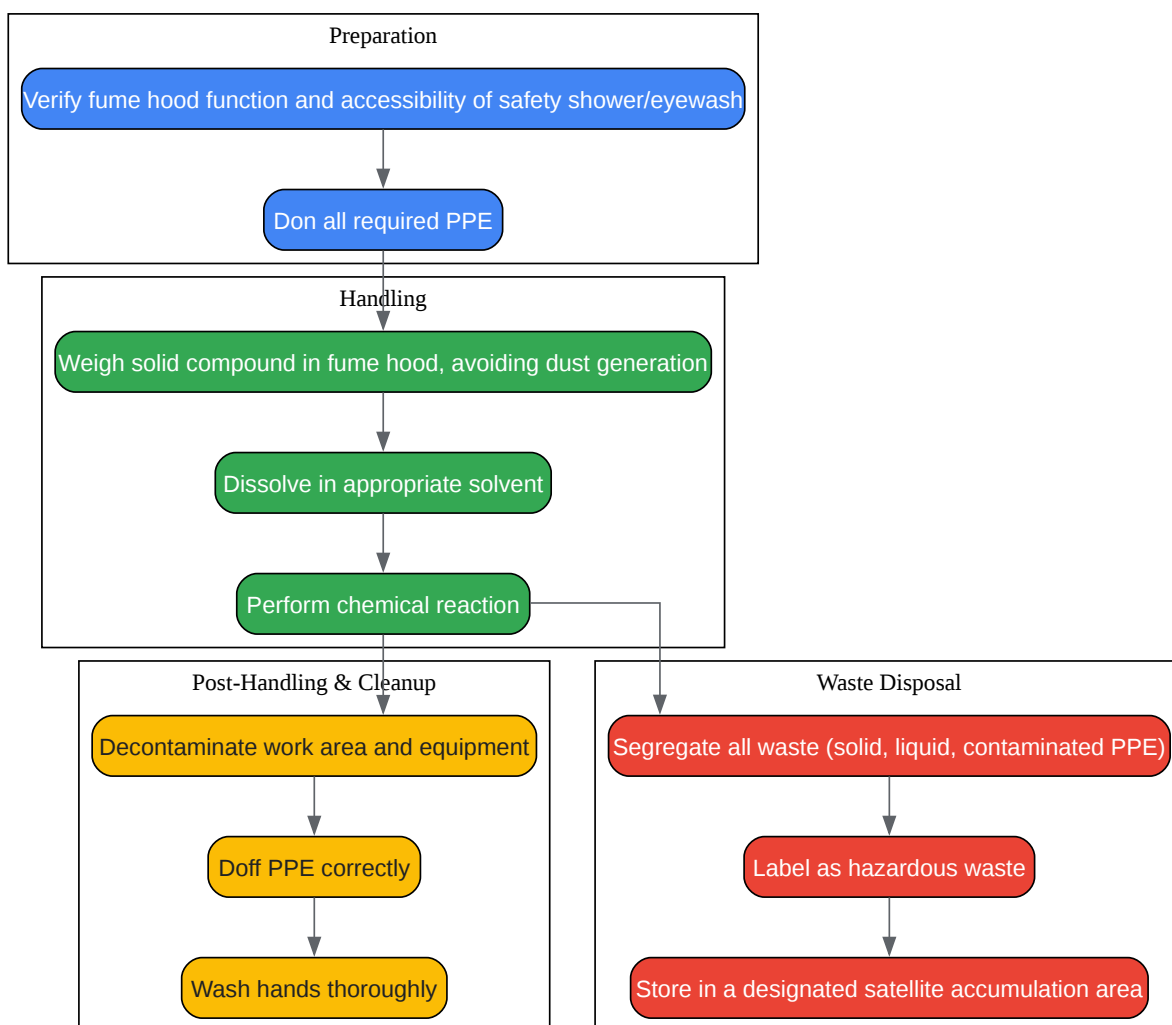 Preparation
Verify fume hood function and accessibility of safety shower/eyewash
Don all required PPE
Handling
Weigh solid compound in fume hood, avoiding dust generation
Dissolve in appropriate solvent
Perform chemical reaction
Post-Handling & Cleanup
Decontaminate work area and equipment
Doff PPE correctly
Wash hands thoroughly
Waste Disposal
Segregate all waste (solid, liquid, contaminated PPE)
Label as hazardous waste
Store in a designated satellite accumulation area